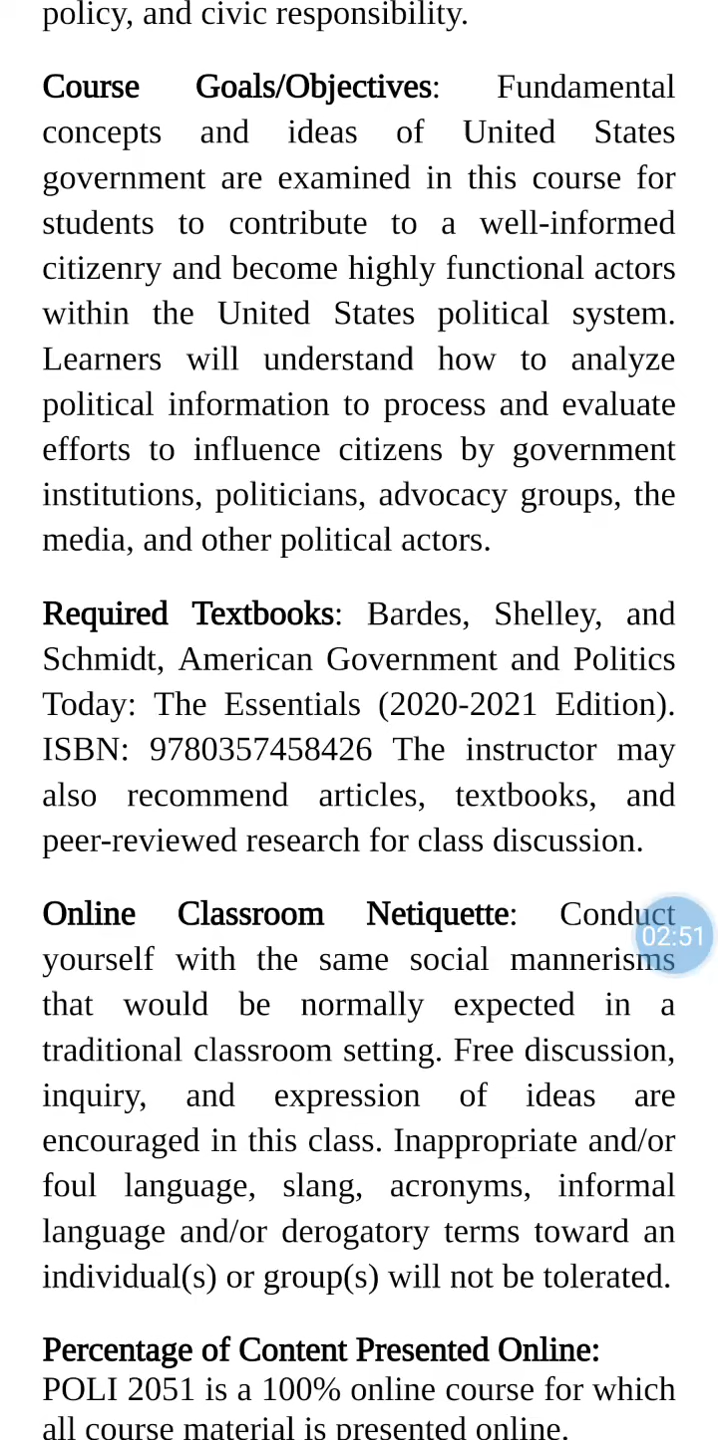 policy, and civic responsibility.
Course Goals/Objectives: Fundamental
concepts and ideas of United States
government are examined in this course for
students to contribute to a well-informed
citizenry and become highly functional actors
within the United States political system.
Learners will understand how to analyze
political information to process and evaluate
efforts to influence citizens by government
institutions, politicians, advocacy groups, the
media, and other political actors.
Required Textbooks: Bardes, Shelley, and
Schmidt, American Government and Politics
Today: The Essentials (2020-2021 Edition).
ISBN: 9780357458426 The instructor may
also recommend articles, textbooks, and
peer-reviewed research for class discussion.
Online Classroom Netiquette: Conduct
02:51
yourself with the same social mannerisms
that would be normally expected in a
traditional classroom setting. Free discussion,
inquiry, and expression of ideas are
encouraged in this class. Inappropriate and/or
foul language, slang, acronyms, informal
language and/or derogatory terms toward an
individual(s) or group(s) will not be tolerated.
Percentage of Content Presented Online:
POLI 2051 is a 100% online course for which
all course material is presented online.